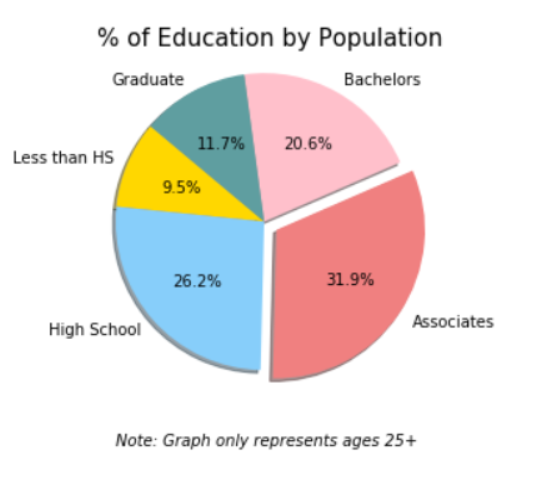 % of Education by Population
Graduate
Bachelors
11.7%
20.6%
Less than HS
9.5%
26.2%
31.9%
High School
Associates
Note: Graph only represents ages 25+